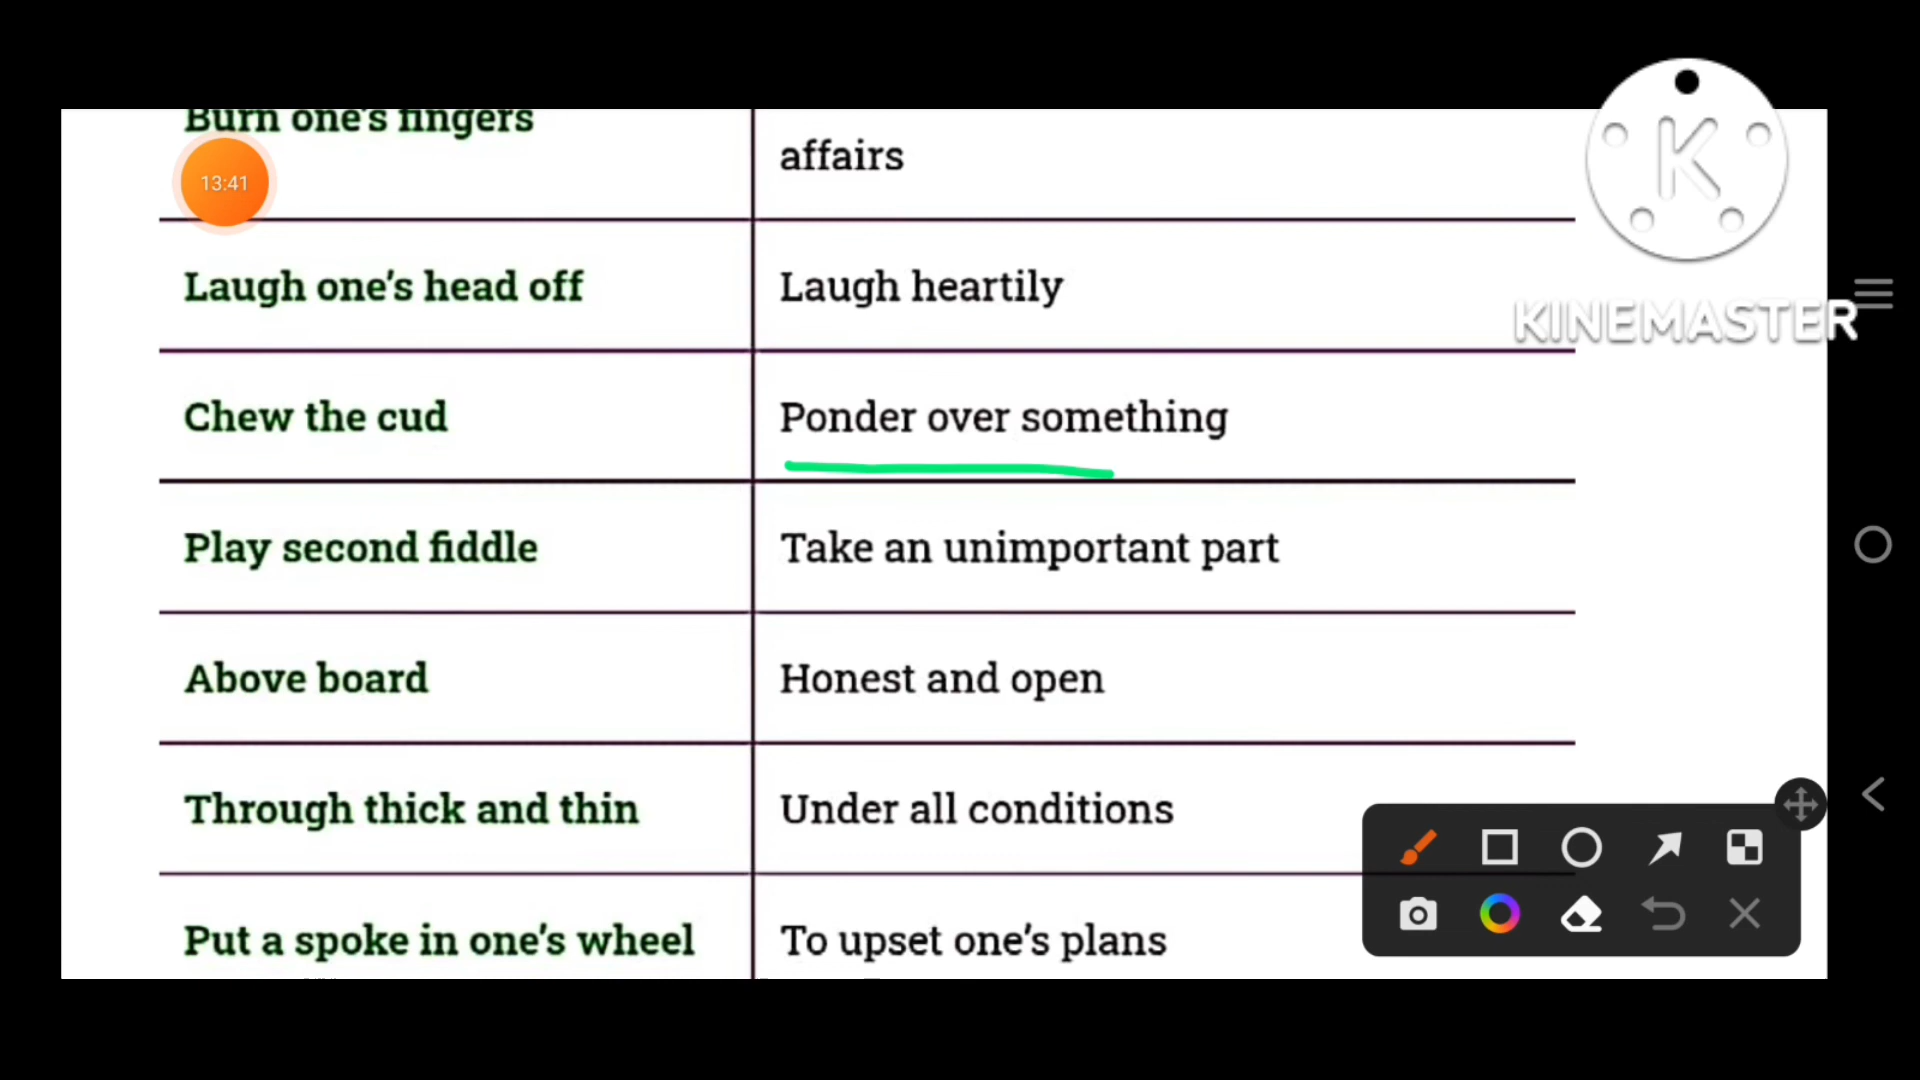 Burn one's fingers
affairs
13:41
K
KINEMASTER
Laugh one's head off
Laugh heartily
Chew the cud
Ponder over something
Play second fiddle
Take an unimportant part
Above board
Honest and open
Through thick and thin
Under all conditions
Put a spoke in one's wheel
To upset one's plans